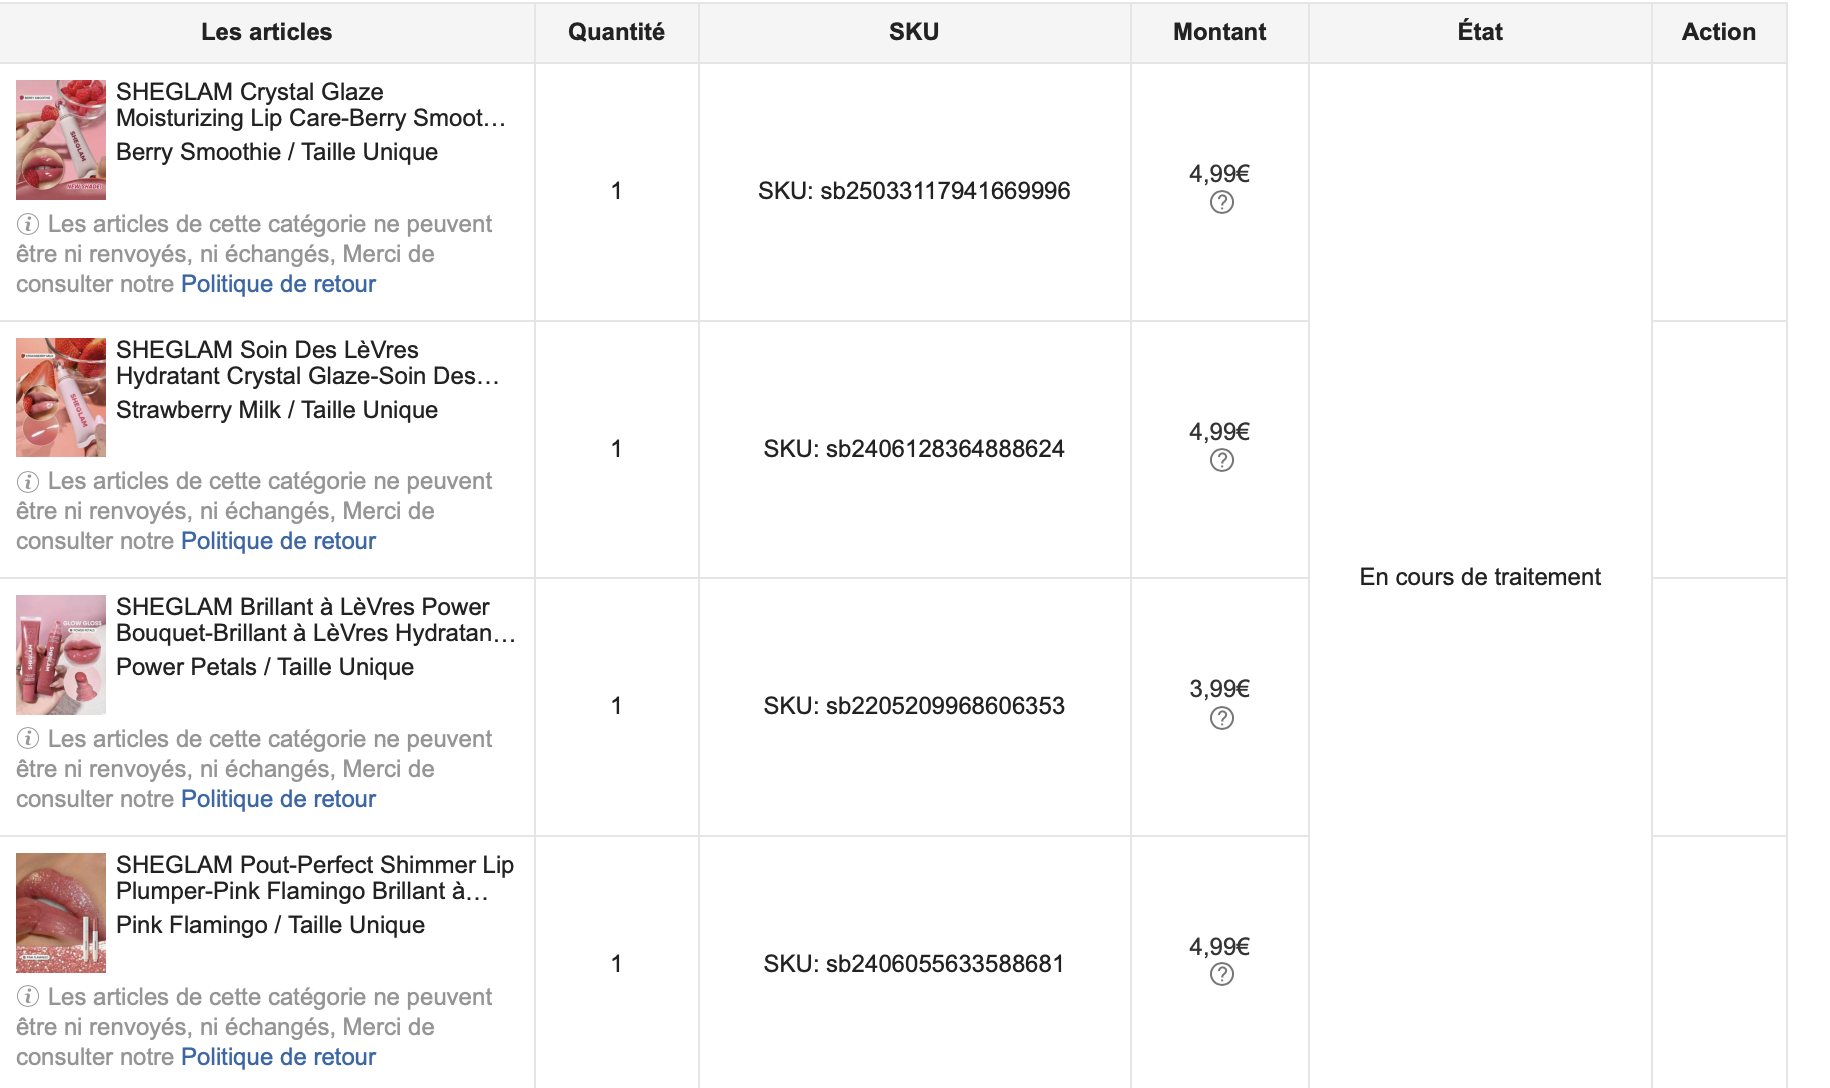 Les articles
Quantité
SKU
Montant
État
Action
SHEGLAM Crystal Glaze
Moisturizing Lip Care-Berry Smoot…
Berry Smoothie / Taille Unique
Les articles de cette catégorie ne peuvent
être ni renvoyés, ni échangés, Merci de
consulter notre Politique de retour
1
SKU: sb25033117941669996
4,99€
SHEGLAM Soin Des LèVres
Hydratant Crystal Glaze-Soin Des…
Strawberry Milk / Taille Unique
Les articles de cette catégorie ne peuvent
être ni renvoyés, ni échangés, Merci de
consulter notre Politique de retour
1
SKU: sb2406128364888624
4,99€
En cours de traitement
SHEGLAM Brillant à LèVres Power
Bouquet-Brillant à LèVres Hydratan…
Power Petals / Taille Unique
Les articles de cette catégorie ne peuvent
être ni renvoyés, ni échangés, Merci de
consulter notre Politique de retour
1
SKU: sb2205209968606353
3,99€
SHEGLAM Pout-Perfect Shimmer Lip
Plumper-Pink Flamingo Brillant à…
Pink Flamingo / Taille Unique
Les articles de cette catégorie ne peuvent
être ni renvoyés, ni échangés, Merci de
consulter notre Politique de retour
1
SKU: sb2406055633588681
4,99€